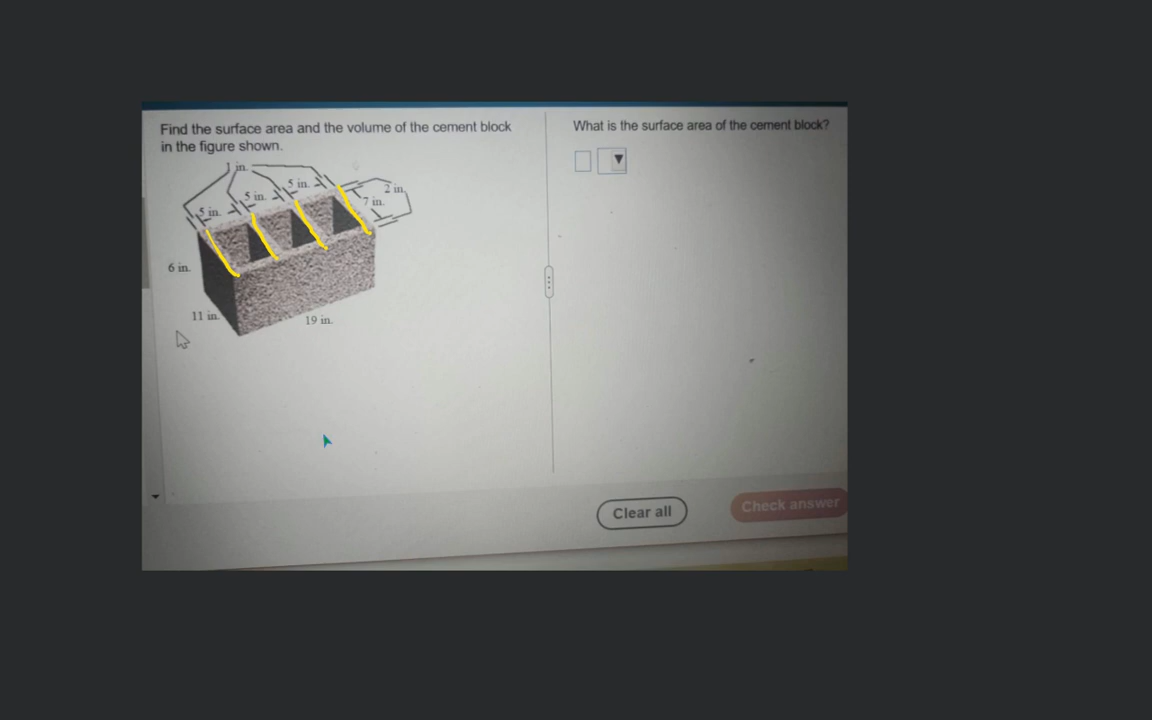 Find the surface area and the volume of the cement block
in the figure shown.
What is the surface area of the cement block?
1 in.
5 in.
5 in.
5 in.
2 in.
7 in.
6 in.
11 in.
19 in.
Clear all
Check answer